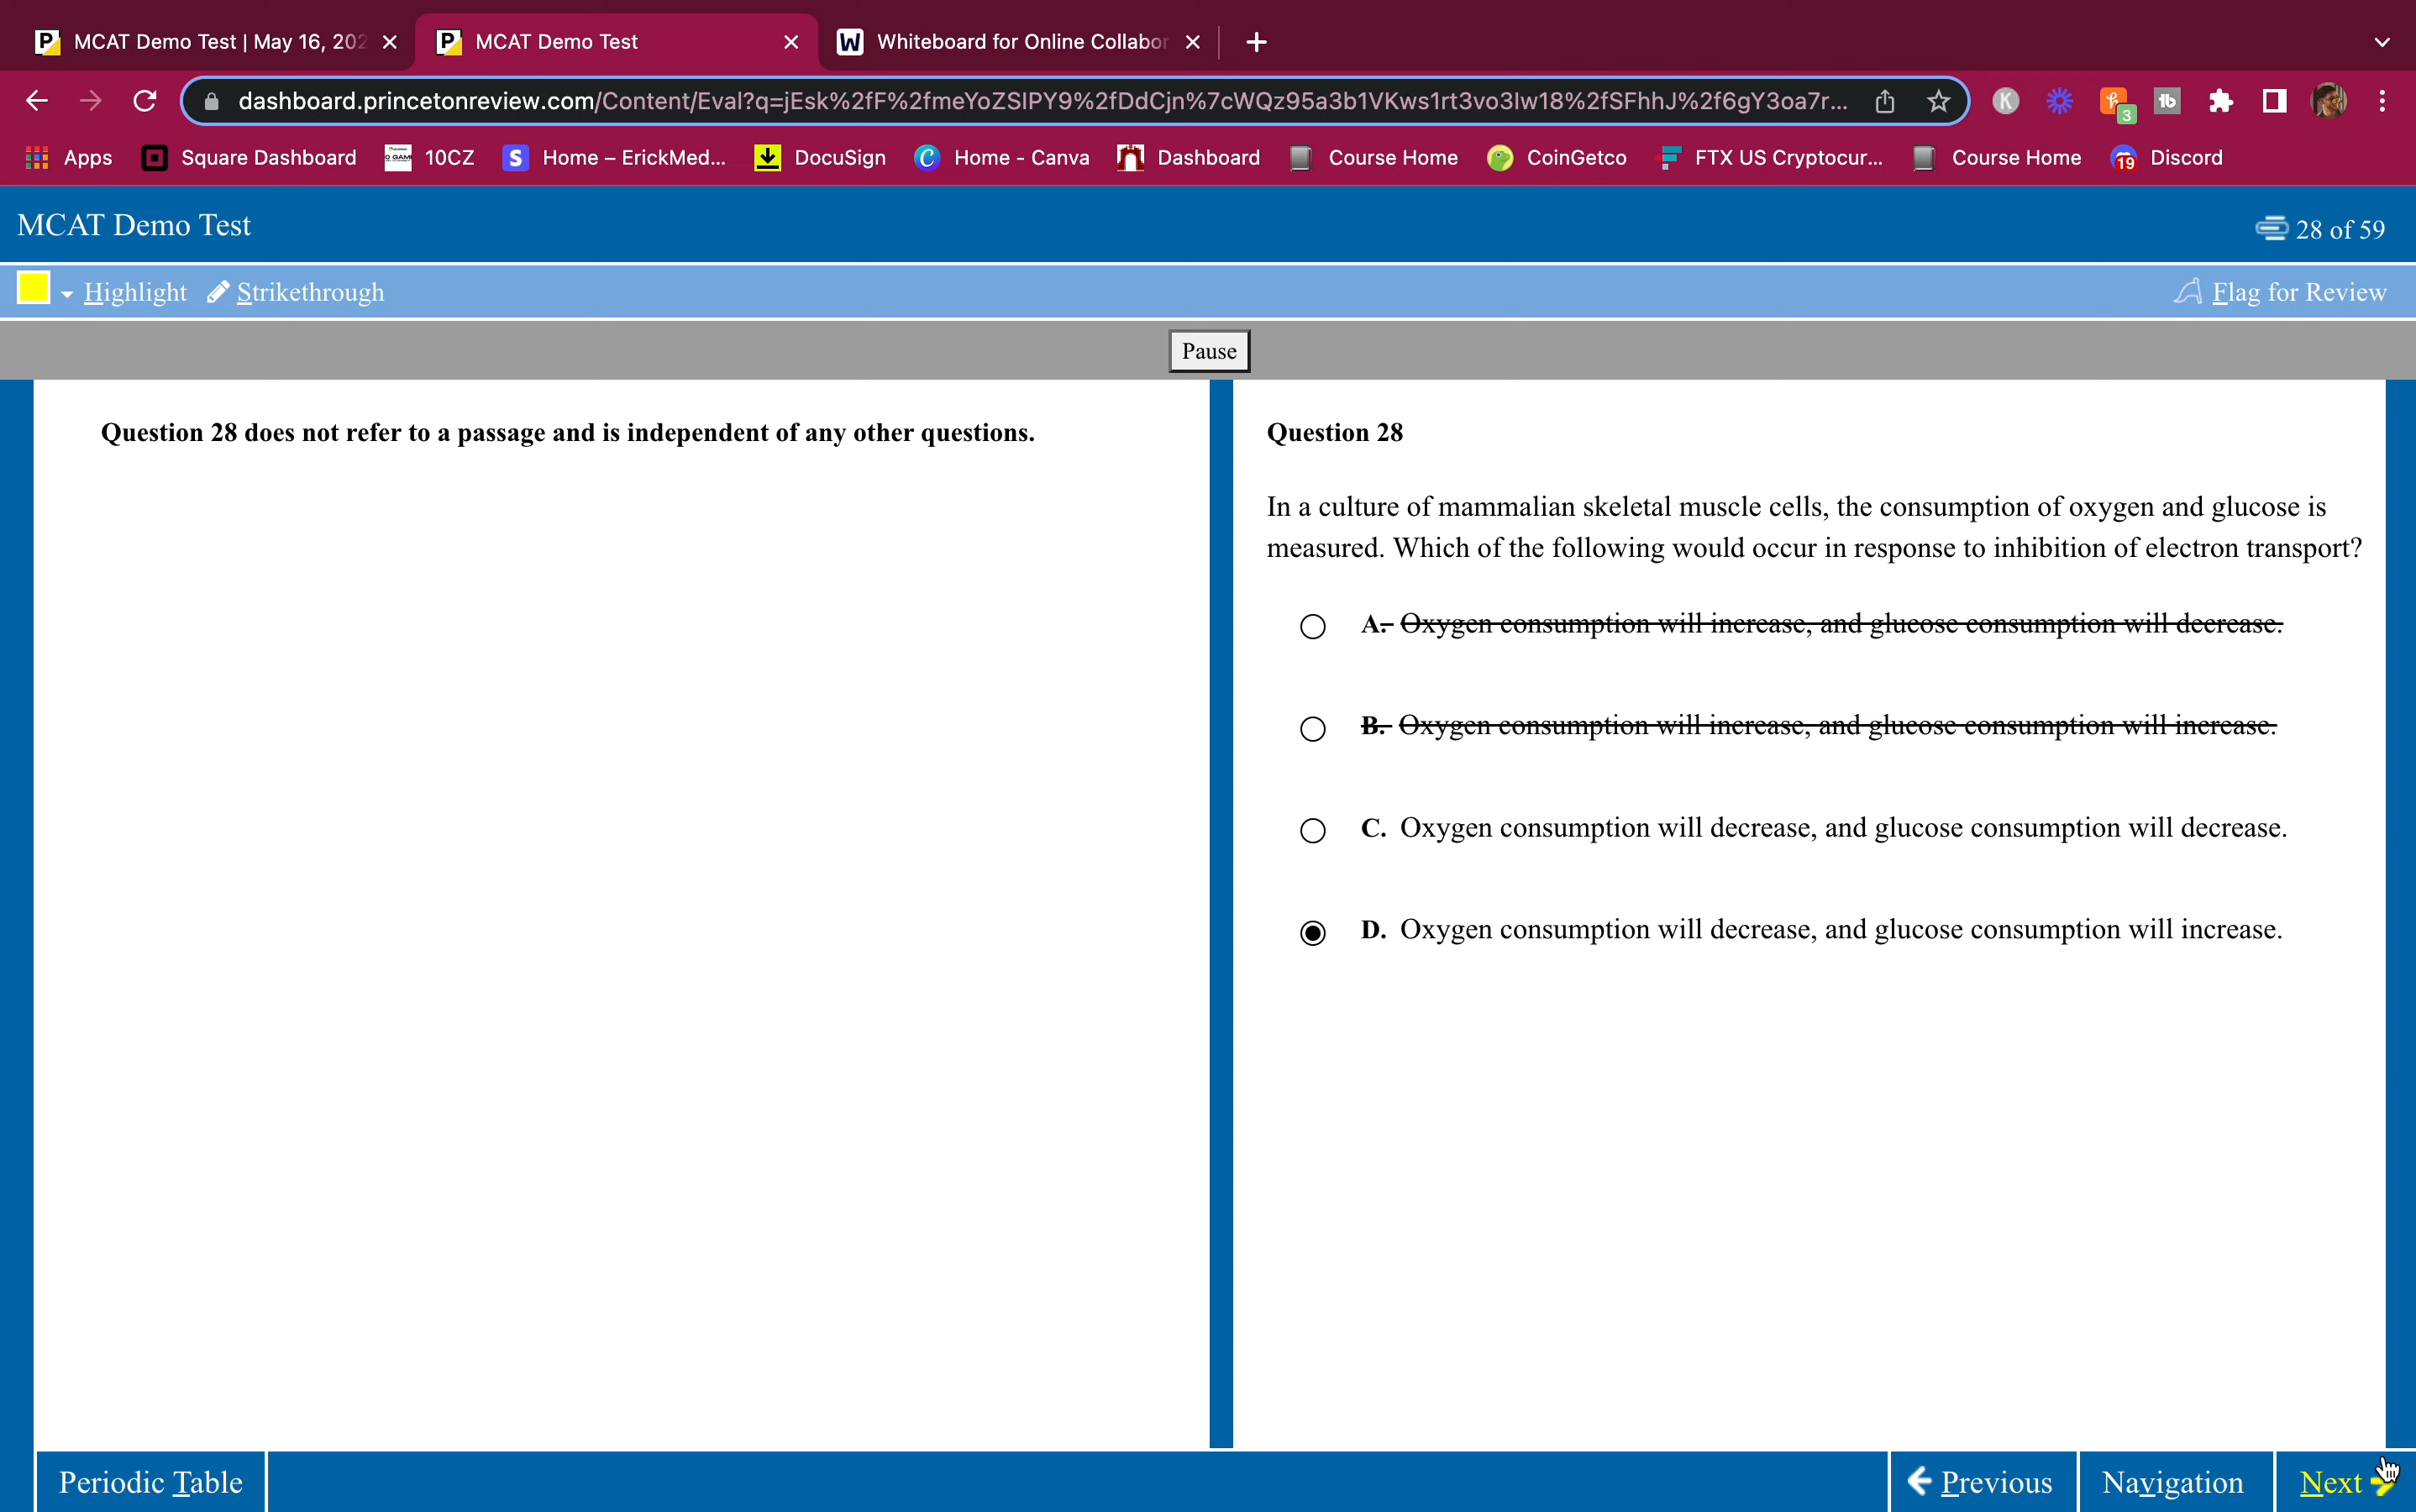 MCAT Demo Test | May 16, 202
MCAT Demo Test
Whiteboard for Online Collabor
dashboard.princetonreview.com/Content/Eval?q=jEsk%2fF%2fmeYoZSIPY9%2fDdCjn%7cWQz95a3b1VKws1rt3vo3lw18%2fSFhhJ%2f6gY3oa7r...
K
3
Apps
Square Dashboard
10CZ
Home – ErickMed...
DocuSign
Home - Canva
Dashboard
Course Home
CoinGetco
FTX US Cryptocur...
Course Home
19
Discord
MCAT Demo Test
28 of 59
Highlight
Strikethrough
Flag for Review
Pause
Question 28 does not refer to a passage and is independent of any other questions.
Question 28
In a culture of mammalian skeletal muscle cells, the consumption of oxygen and glucose is
measured. Which of the following would occur in response to inhibition of electron transport?
A. Oxygen consumption will increase, and glucose consumption will decrease.
B. Oxygen consumption will increase, and glucose consumption will increase.
C. Oxygen consumption will decrease, and glucose consumption will decrease.
D. Oxygen consumption will decrease, and glucose consumption will increase.
Periodic Table
Previous
Navigation
Next